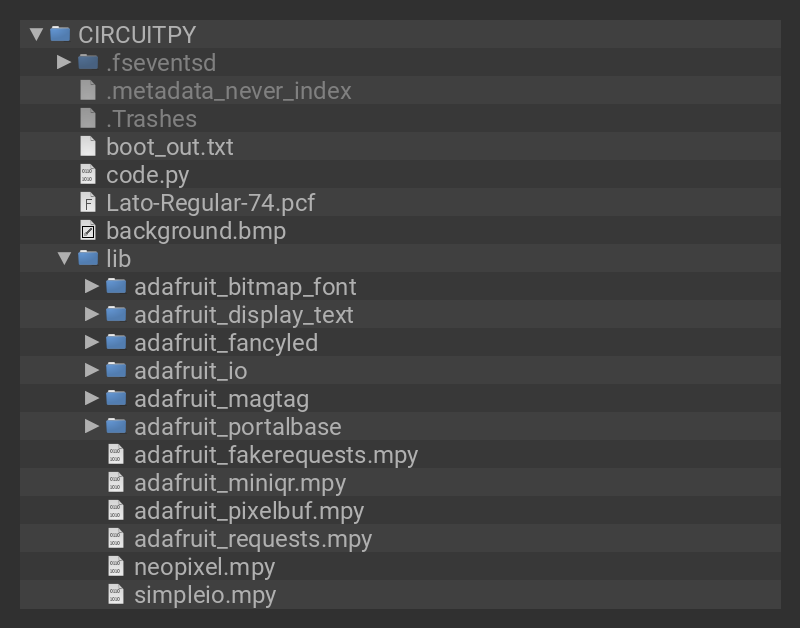 CIRCUITPY
.fseventsd
.metadata_never_index
.Trashes
boot_out.txt
code.py
Lato-Regular-74.pcf
background.bmp
lib
adafruit_bitmap_font
adafruit_display_text
adafruit_fancyled
adafruit_io
adafruit_magtag
adafruit_portalbase
adafruit_fakerequests.mpy
adafruit_miniqr.mpy
adafruit_pixelbuf.mpy
adafruit_requests.mpy
neopixel.mpy
simpleio.mpy